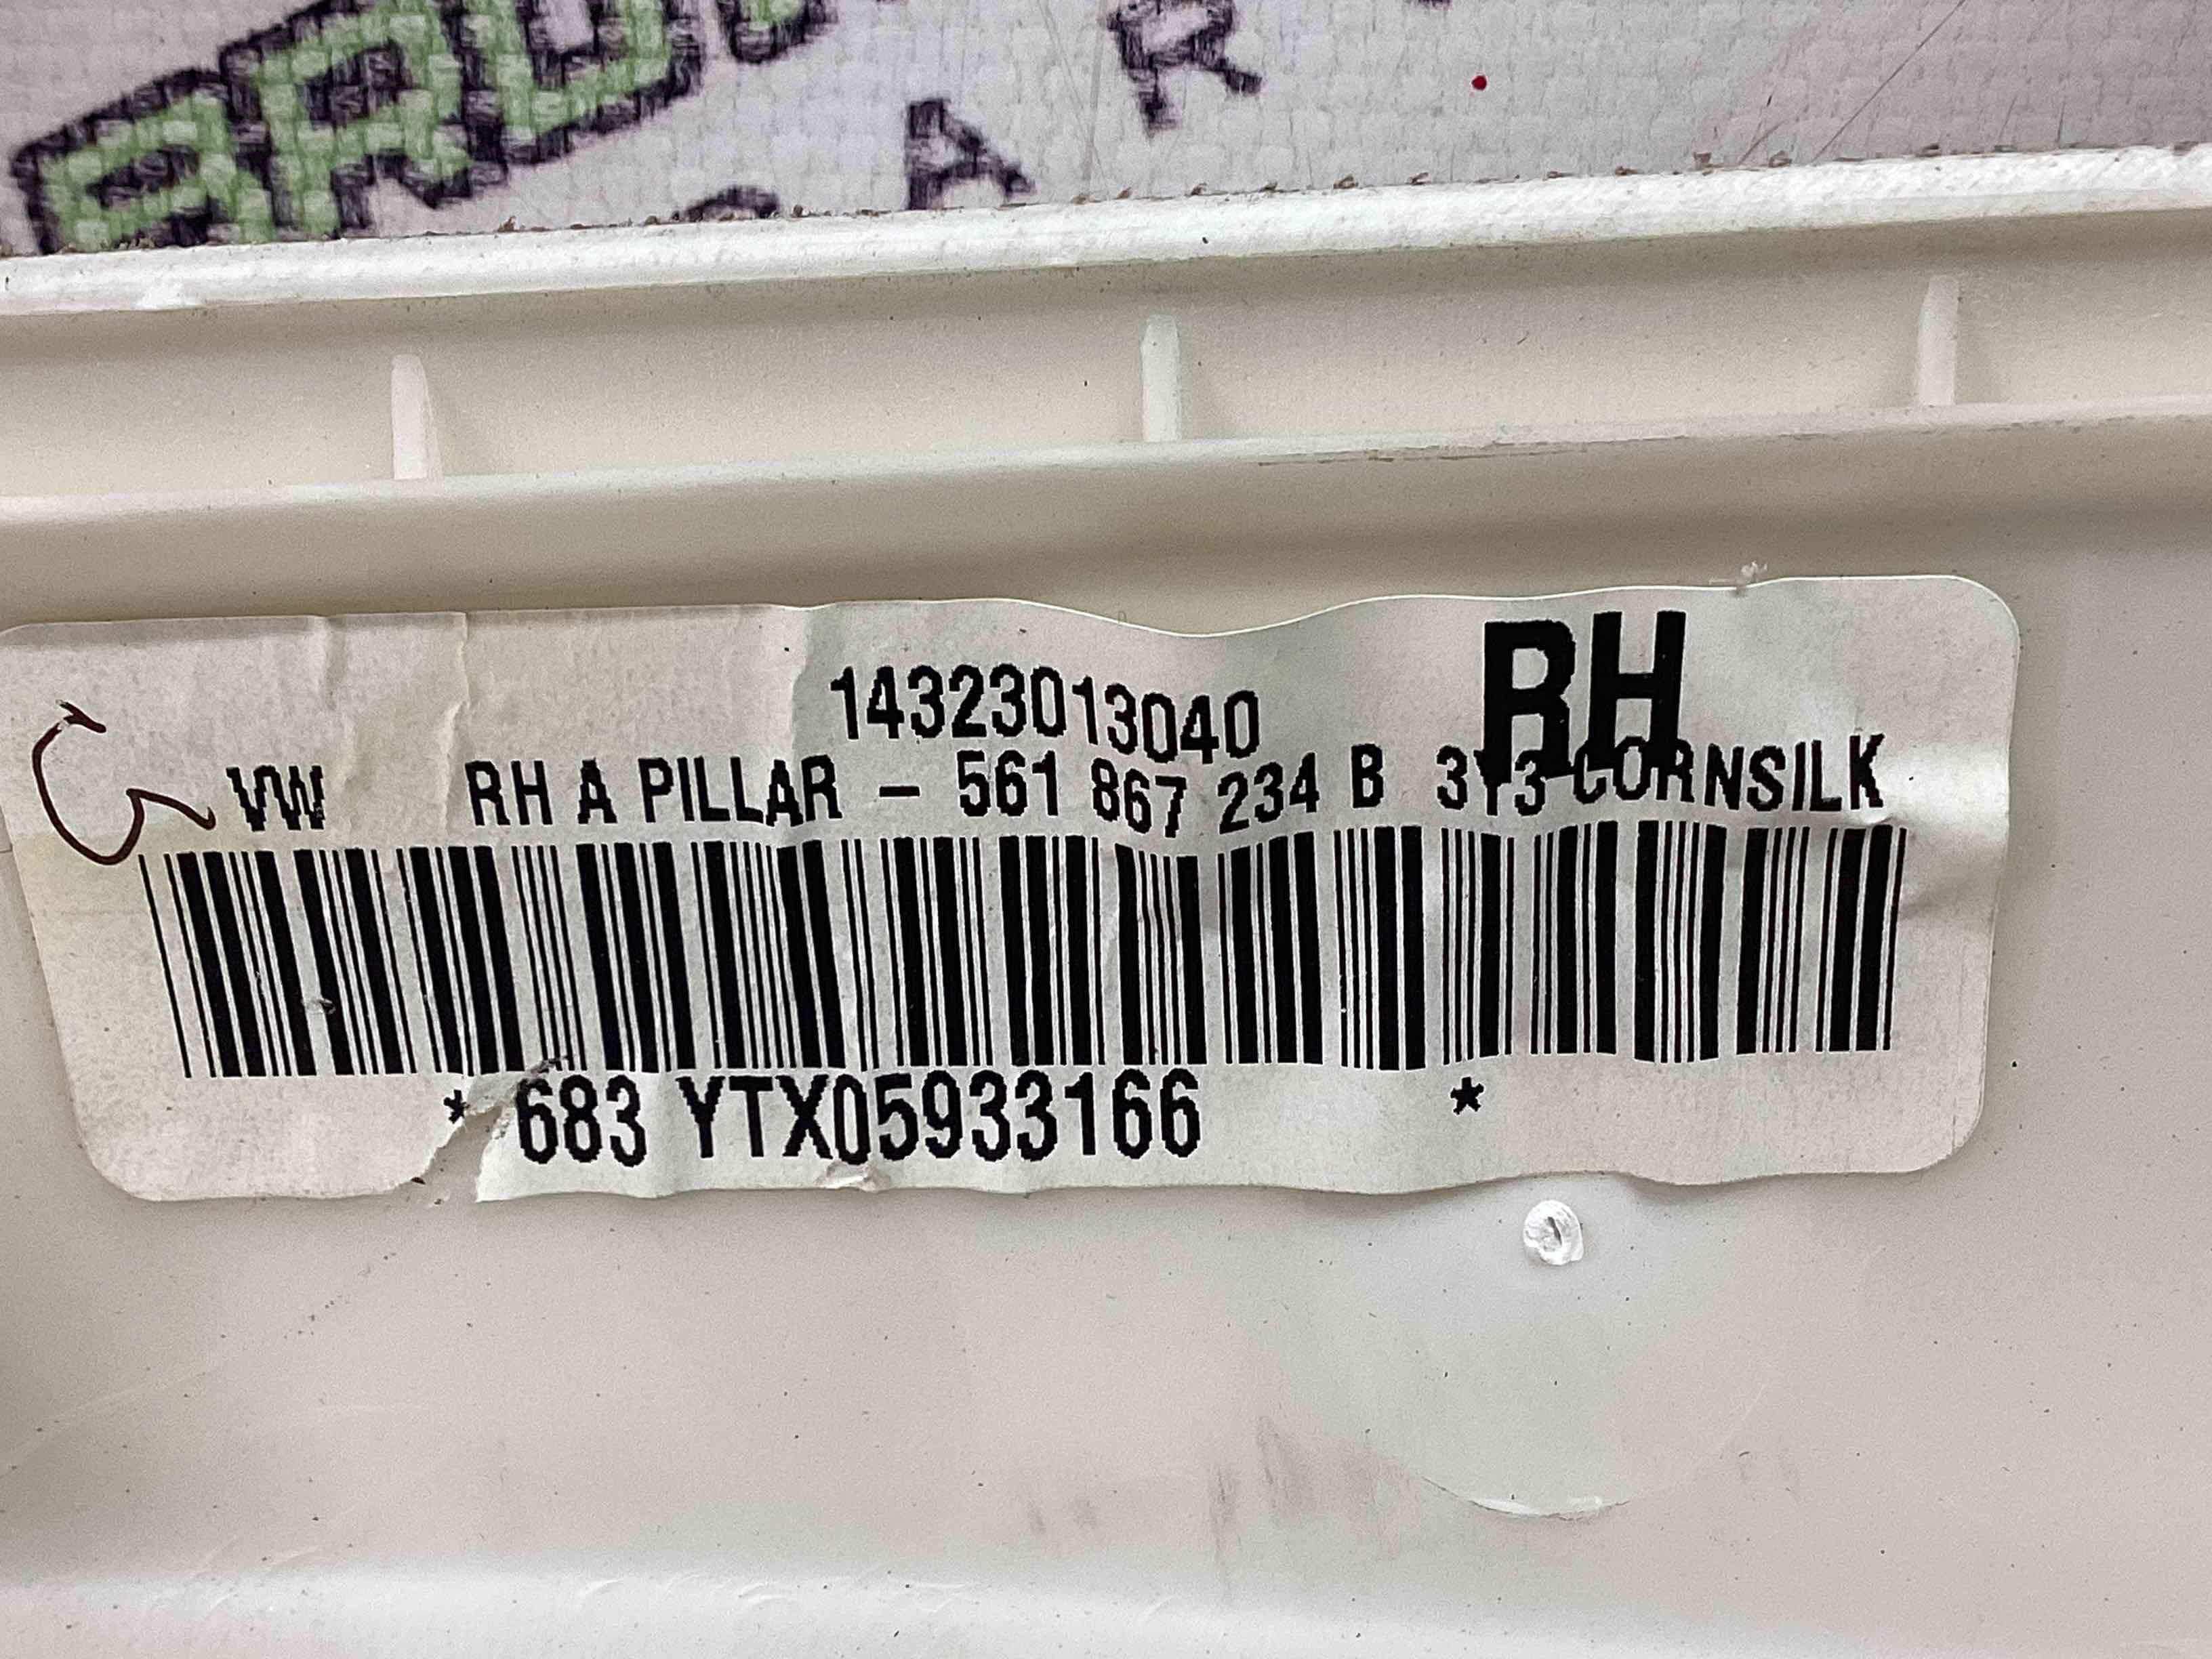 RH
14323013040
VW RH A PILLAR – 561 867 234 B 3Y3 CORNSILK
* 683 YTX05933166 *